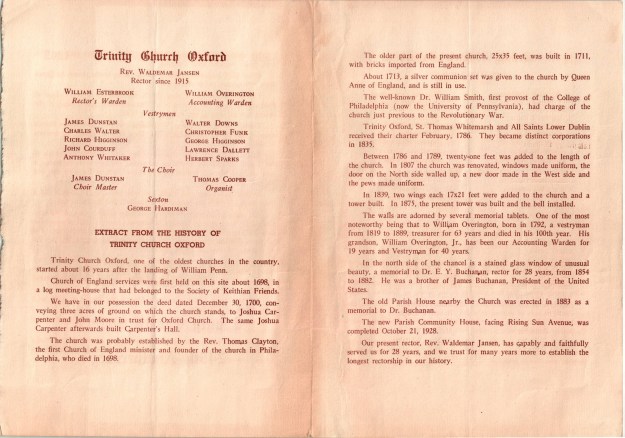 Trinity Church Oxford
Rev. Waldemar Jansen
Rector since 1915
William Esterbrook
Rector's Warden
William Overington
Accounting Warden
Vestrymen
James Dunstan
Charles Walter
Richard Higginson
John Courduff
Anthony Whitaker
Walter Downs
Christopher Funk
George Higginson
Lawrence Dallett
Herbert Sparks
The Choir
James Dunstan
Choir Master
Thomas Cooper
Organist
Sexton
George Hardiman
EXTRACT FROM THE HISTORY OF
TRINITY CHURCH OXFORD
Trinity Church Oxford, one of the oldest churches in the country,
started about 16 years after the landing of William Penn.
Church of England services were first held on this site about 1698, in
a log meeting-house that had belonged to the Society of Keithian Friends.
We have in our possession the deed dated December 30, 1700, con-
veying three acres of ground on which the church stands, to Joshua Car-
penter and John Moore in trust for Oxford Church. The same Joshua
Carpenter afterwards built Carpenter's Hall.
The church was probably established by the Rev. Thomas Clayton,
the first Church of England minister and founder of the church in Phila-
delphia, who died in 1698.
The older part of the present church, 25x35 feet, was built in 1711,
with bricks imported from England.
About 1713, a silver communion set was given to the church by Queen
Anne of England, and is still in use.
The well-known Dr. William Smith, first provost of the College of
Philadelphia (now the University of Pennsylvania), had charge of the
church just previous to the Revolutionary War.
Trinity Oxford, St. Thomas Whitemarsh and All Saints Lower Dublin
received their charter February, 1786. They became distinct corporations
in 1835.
Between 1786 and 1789, twenty-one feet was added to the length of
the church. In 1807 the church was renovated, windows made uniform, the
door on the North side walled up, a new door made in the West side and
the pews made uniform.
In 1839, two wings each 17x21 feet were added to the church and a
tower built. In 1875, the present tower was built and the bell installed.
The walls are adorned by several memorial tablets. One of the most
noteworthy being that to William Overington, born in 1792, a vestryman
from 1819 to 1889, treasurer for 63 years and died in his 100th year. His
grandson, William Overington, Jr., has been our Accounting Warden for
19 years and Vestryman for 40 years.
In the north side of the chancel is a stained glass window of unusual
beauty, a memorial to Dr. E. Y. Buchanan, rector for 28 years, from 1854
to 1882. He was a brother of James Buchanan, President of the United
States.
The old Parish House nearby the Church was erected in 1883 as a
memorial to Dr. Buchanan.
The new Parish Community House, facing Rising Sun Avenue, was
completed October 21, 1928.
Our present rector, Rev. Waldemar Jansen, has capably and faithfully
served us for 28 years, and we trust for many years more to establish the
longest rectorship in our history.